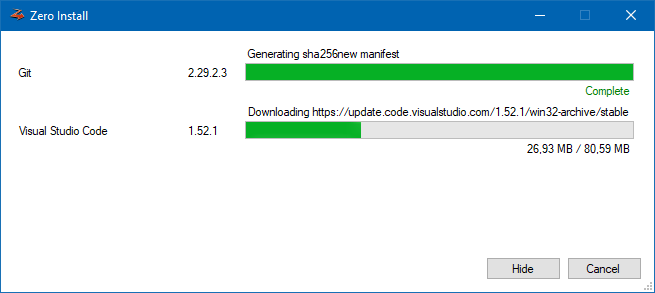 Zero Install
Generating sha256new manifest
Git 2.29.2.3
Complete
Downloading https://update.code.visualstudio.com/1.52.1/win32-archive/stable
Visual Studio Code 1.52.1
26,93 MB / 80,59 MB
Hide Cancel